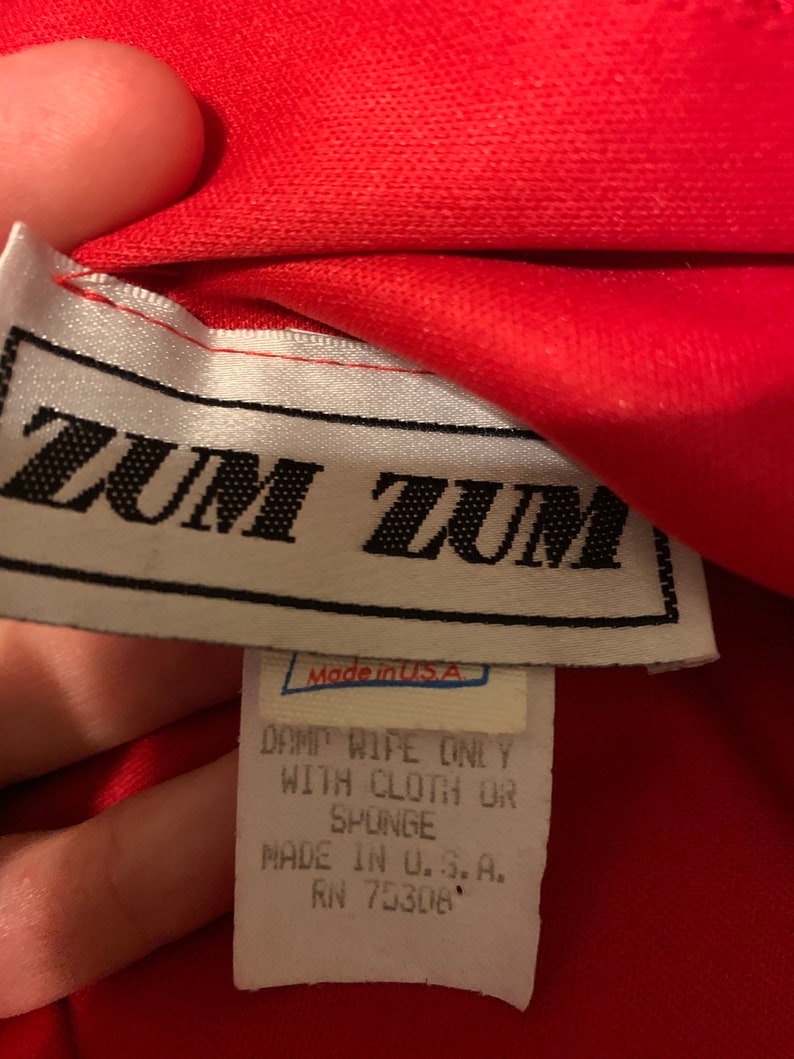 ZUM ZUM
Made in U.S.A.
DAMP WIPE ONLY
WITH CLOTH OR
SPONGE
MADE IN U.S.A.
RN 75308